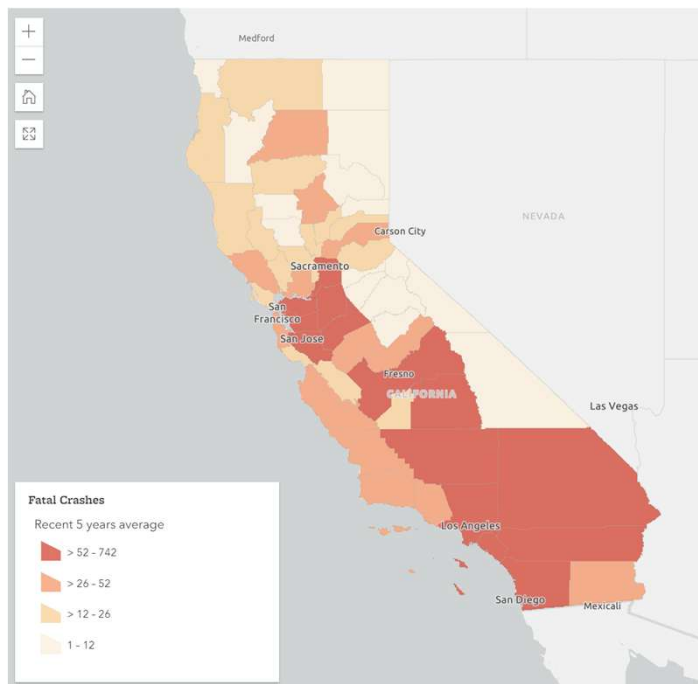 +
−
Medford
NEVADA
Carson City
Sacramento
San
Francisco
San Jose
Fresno
CALIFORNIA
Las Vegas
Los Angeles
San Diego
Mexicali
Fatal Crashes
Recent 5 years average
> 52 - 742
> 26 - 52
> 12 - 26
1 - 12